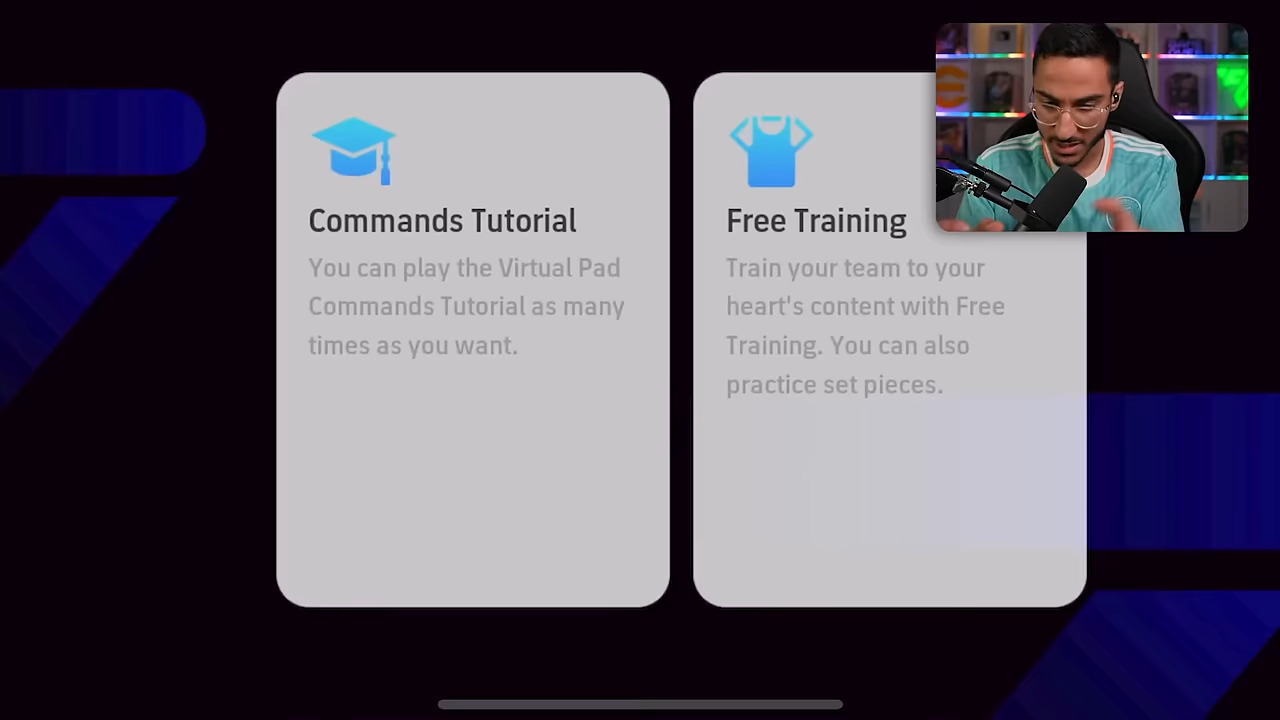 Commands Tutorial
You can play the Virtual Pad
Commands Tutorial as many
times as you want.
Free Training
Train your team to your
heart's content with Free
Training. You can also
practice set pieces.